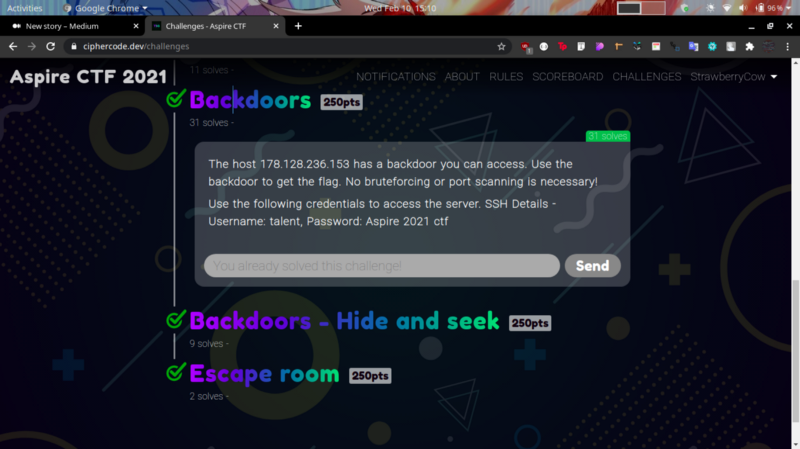 Activities
Google Chrome
Wed Feb 10, 15:10
96 %
New story – Medium
Challenges - Aspire CTF
ciphercode.dev/challenges
Aspire CTF 2021
11 solves -
NOTIFICATIONS ABOUT RULES SCOREBOARD CHALLENGES StrawberryCow
Backdoors 250pts
31 solves -
31 solves
The host 178.128.236.153 has a backdoor you can access. Use the
backdoor to get the flag. No bruteforcing or port scanning is necessary!
Use the following credentials to access the server. SSH Details -
Username: talent, Password: Aspire 2021 ctf
You already solved this challenge!
Send
Backdoors - Hide and seek 250pts
9 solves -
Escape room 250pts
2 solves -